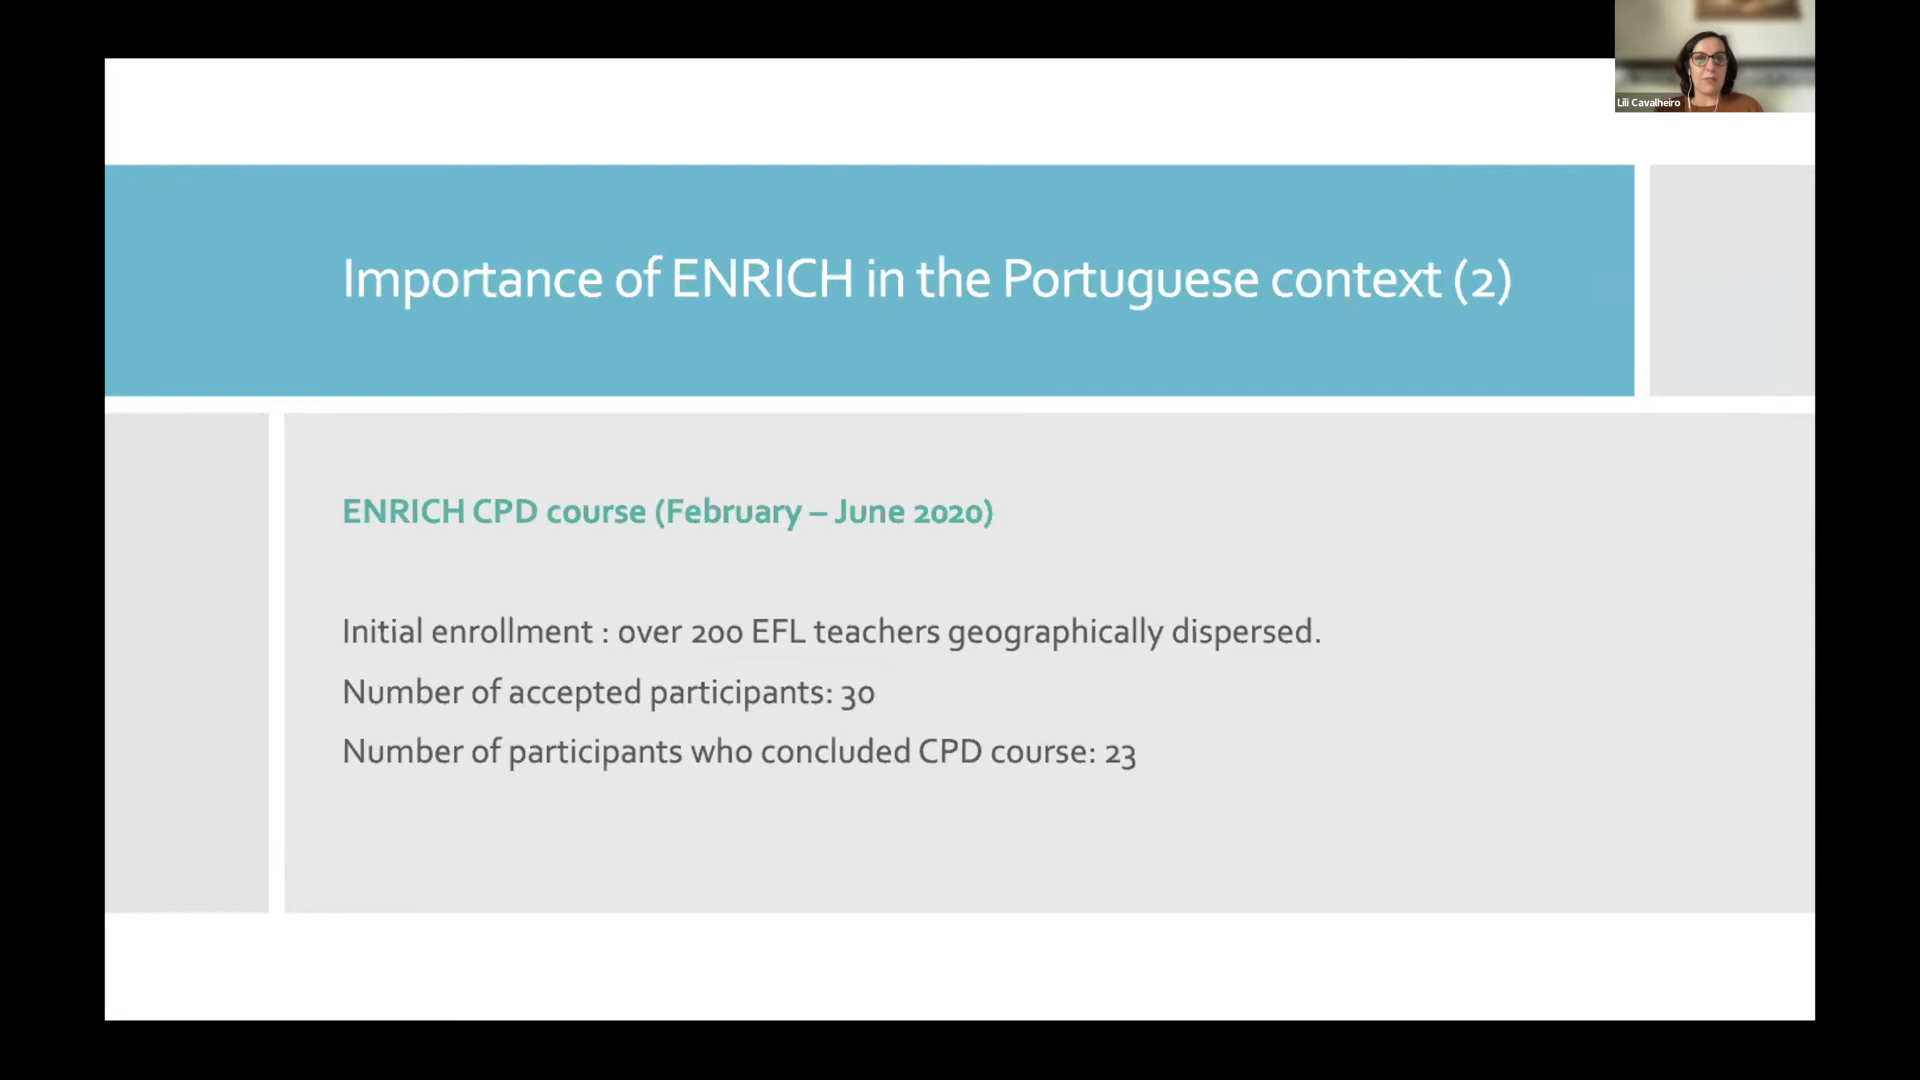 Lili Cavalheiro
Importance of ENRICH in the Portuguese context (2)
ENRICH CPD course (February – June 2020)
Initial enrollment : over 200 EFL teachers geographically dispersed.
Number of accepted participants: 30
Number of participants who concluded CPD course: 23